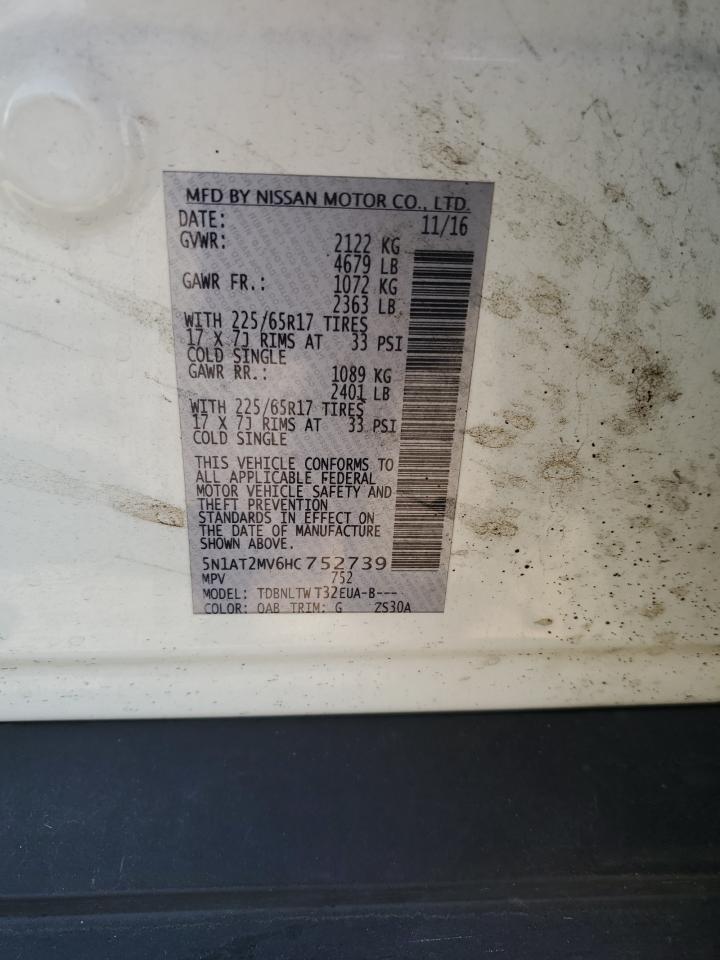 MFD BY NISSAN MOTOR CO., LTD.
DATE: 11/16
GVWR: 2122 KG
4679 LB
GAWR FR.: 1072 KG
2363 LB
WITH 225/65R17 TIRES
17 X 7J RIMS AT 33 PSI
COLD SINGLE
GAWR RR.: 1089 KG
2401 LB
WITH 225/65R17 TIRES
17 X 7J RIMS AT 33 PSI
COLD SINGLE
THIS VEHICLE CONFORMS TO
ALL APPLICABLE FEDERAL
MOTOR VEHICLE SAFETY AND
THEFT PREVENTION
STANDARDS IN EFFECT ON
THE DATE OF MANUFACTURE
SHOWN ABOVE.
5N1AT2MV6HC752739
MPV 752
MODEL: TDBNLTW T32EUA-B---
COLOR: QAB TRIM: G ZS30A